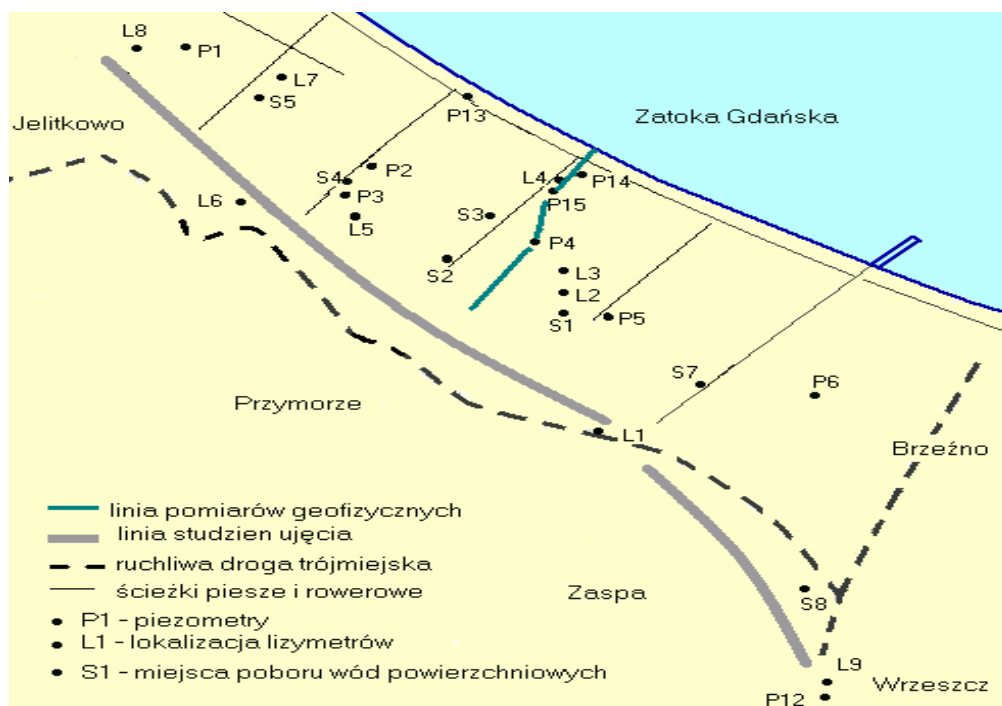 L8
P1
L7
S5
P13
Zatoka Gdańska
Jelitkowo
P2
S4
P3
L4
P14
P15
L6
L5
S3
P4
S2
L3
L2
S1
P5
S7
P6
Przymorze
L1
Brzeźno
linia pomiarów geofizycznych
linia studzien ujęcia
ruchliwa droga trójmiejska
ścieżki piesze i rowerowe
Zaspa
S8
P1 - piezometry
L1 - lokalizacja lizymetrów
S1 - miejsca poboru wód powierzchniowych
L9
Wrzeszcz
P12